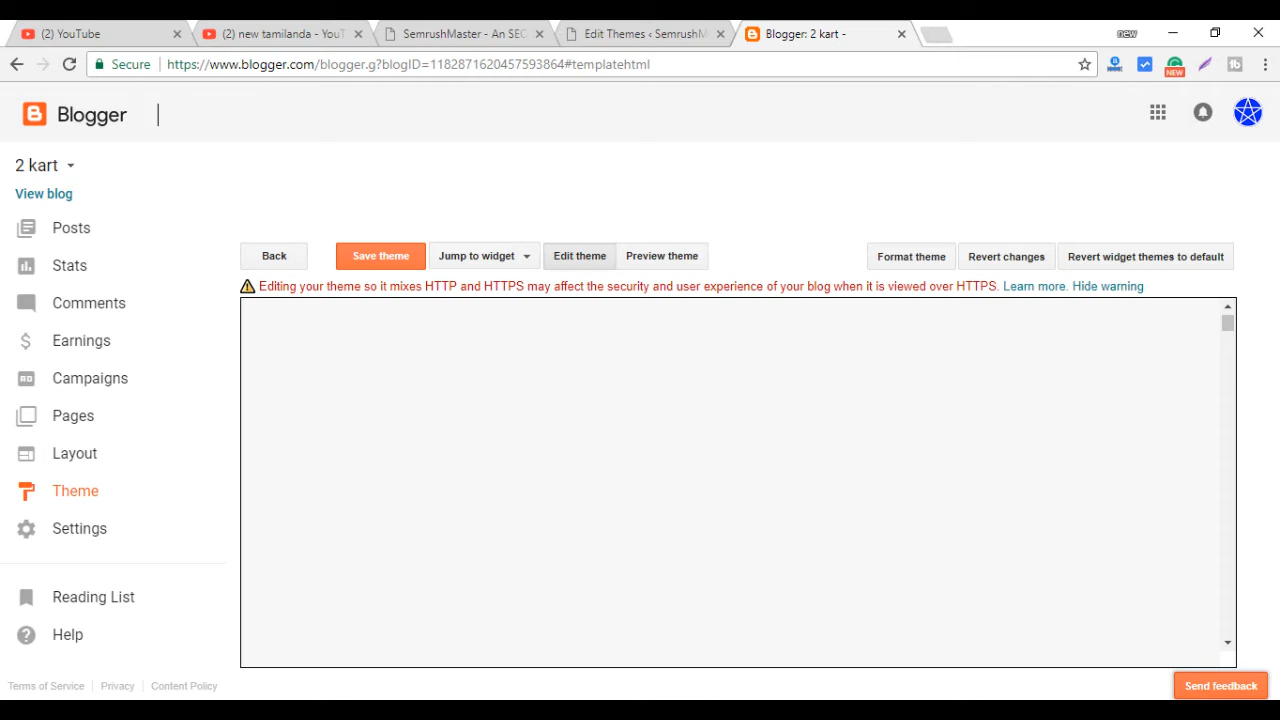 (2) YouTube
(2) new tamilanda - YouT
SemrushMaster - An SEC
Edit Themes ‹ SemrushM
Blogger: 2 kart -
new
Secure
https://www.blogger.com/blogger.g?blogID=1182871620457593864#templatehtml
NEW
Blogger
2 kart
View blog
Posts
Stats
Comments
Earnings
Campaigns
Pages
Layout
Theme
Settings
Reading List
Help
Terms of Service
Privacy
Content Policy
Back
Save theme
Jump to widget
Edit theme
Preview theme
Format theme
Revert changes
Revert widget themes to default
Editing your theme so it mixes HTTP and HTTPS may affect the security and user experience of your blog when it is viewed over HTTPS. Learn more. Hide warning
Send feedback